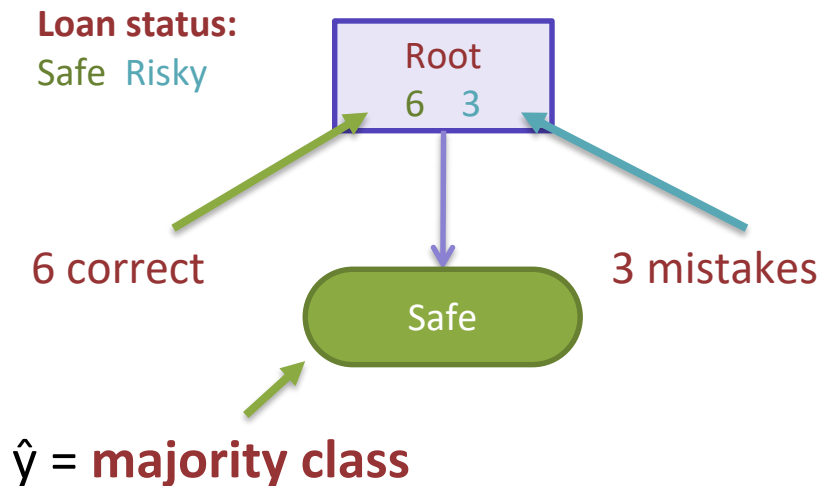 Loan status:
Safe Risky
Root
6 3
6 correct
3 mistakes
Safe
ŷ = majority class